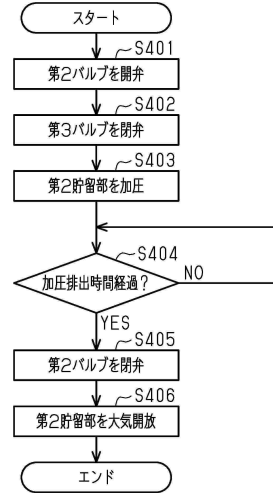 スタート
S401
第2バルブを開弁
S402
第3バルブを閉弁
S403
第2貯留部を加圧
S404
加圧排出時間経過?
NO
YES
S405
第2バルブを閉弁
S406
第2貯留部を大気開放
エンド